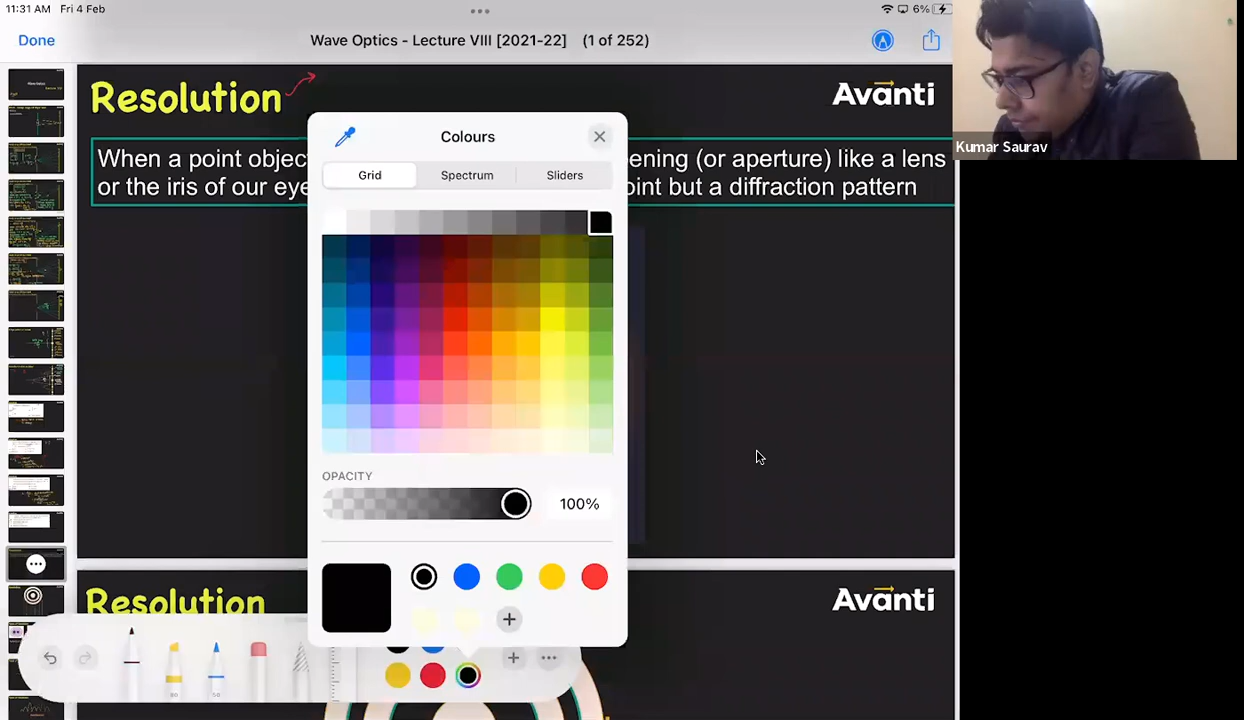 11:31 AM Fri 4 Feb
6%
Done
Wave Optics - Lecture VIII [2021-22] (1 of 252)
Resolution
Avanti
Kumar Saurav
When a point objec
ening (or aperture) like a lens
or the iris of our eye
oint but a diffraction pattern
Colours
Grid
Spectrum
Sliders
OPACITY
100%
Resolution
Avanti
80
50